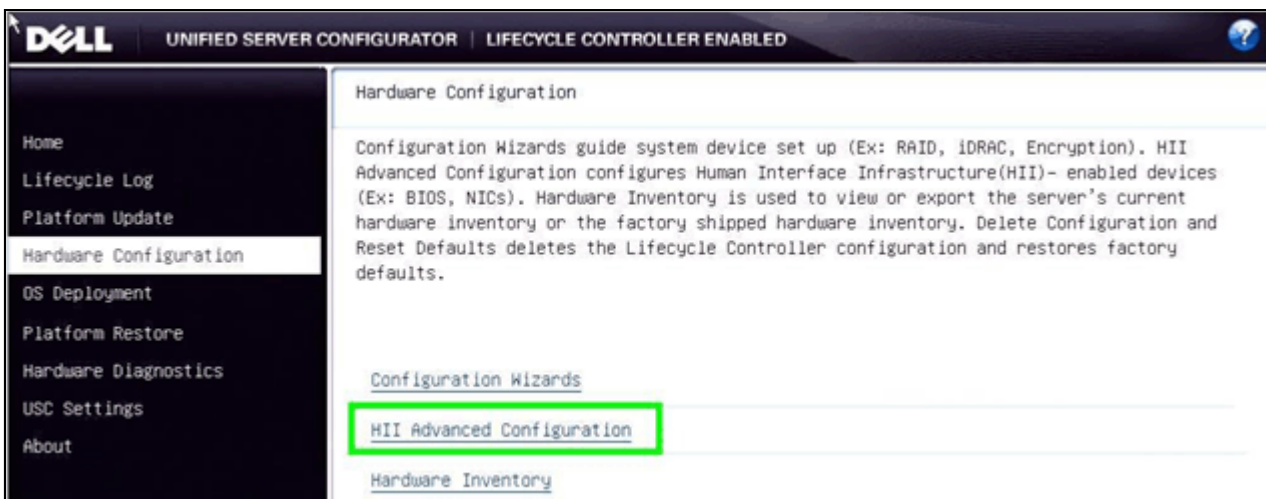 DELL UNIFIED SERVER CONFIGURATOR | LIFECYCLE CONTROLLER ENABLED
?
Home
Lifecycle Log
Platform Update
Hardware Configuration
OS Deployment
Platform Restore
Hardware Diagnostics
USC Settings
About
Hardware Configuration
Configuration Wizards guide system device set up (Ex: RAID, iDRAC, Encryption). HII
Advanced Configuration configures Human Interface Infrastructure(HII)- enabled devices
(Ex: BIOS, NICs). Hardware Inventory is used to view or export the server's current
hardware inventory or the factory shipped hardware inventory. Delete Configuration and
Reset Defaults deletes the Lifecycle Controller configuration and restores factory
defaults.
Configuration Wizards
HII Advanced Configuration
Hardware Inventory